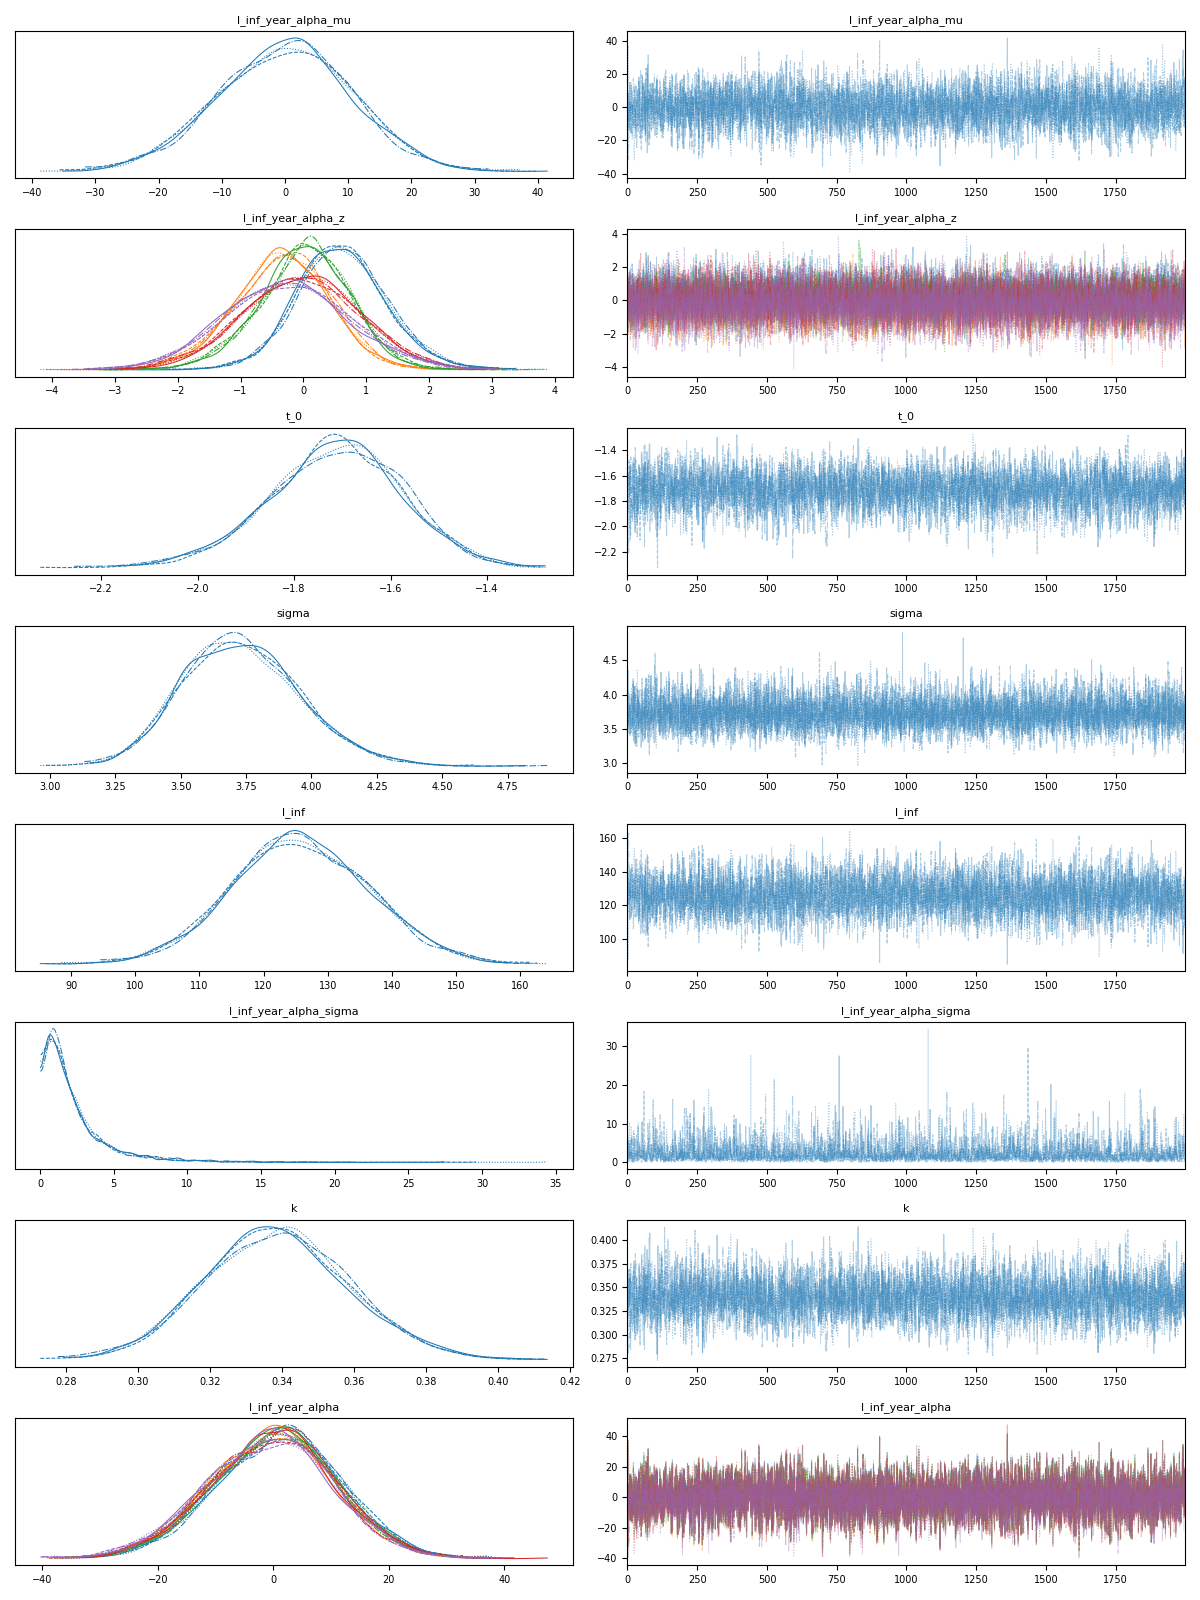 l_inf_year_alpha_mu
l_inf_year_alpha_mu
40
20
0
−20
−40
−40 −30 −20 −10 0 10 20 30 40
0 250 500 750 1000 1250 1500 1750
l_inf_year_alpha_z
l_inf_year_alpha_z
4
2
0
−2
−4
−4 −3 −2 −1 0 1 2 3 4
0 250 500 750 1000 1250 1500 1750
t_0
t_0
−1.4
−1.6
−1.8
−2.0
−2.2
−2.2 −2.0 −1.8 −1.6 −1.4
0 250 500 750 1000 1250 1500 1750
sigma
sigma
4.5
4.0
3.5
3.0
3.00 3.25 3.50 3.75 4.00 4.25 4.50 4.75
0 250 500 750 1000 1250 1500 1750
l_inf
l_inf
160
140
120
100
90 100 110 120 130 140 150 160
0 250 500 750 1000 1250 1500 1750
l_inf_year_alpha_sigma
l_inf_year_alpha_sigma
30
20
10
0
0 5 10 15 20 25 30 35
0 250 500 750 1000 1250 1500 1750
k
k
0.400
0.375
0.350
0.325
0.300
0.275
0.28 0.30 0.32 0.34 0.36 0.38 0.40 0.42
0 250 500 750 1000 1250 1500 1750
l_inf_year_alpha
l_inf_year_alpha
40
20
0
−20
−40
−40 −20 0 20 40
0 250 500 750 1000 1250 1500 1750